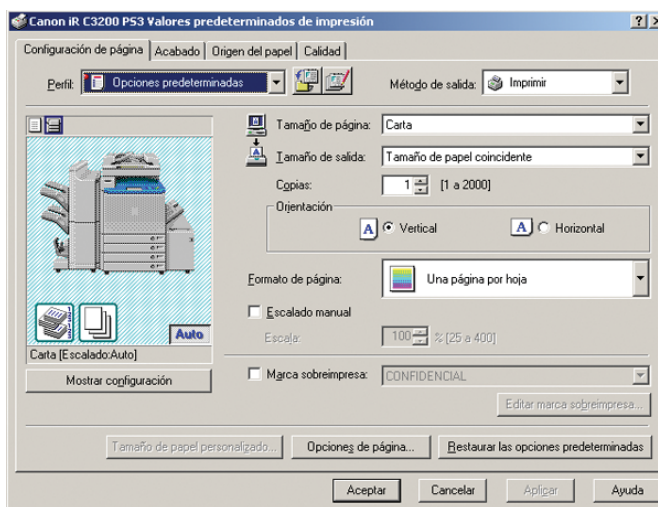 Canon iR C3200 PS3 Valores predeterminados de impresión
Configuración de página Acabado Origen del papel Calidad
Perfil: Opciones predeterminadas Método de salida: Imprimir
Tamaño de página: Carta
Tamaño de salida: Tamaño de papel coincidente
Copias: 1 [1 a 2000]
Orientación
A Vertical A Horizontal
Formato de página: Una página por hoja
Escalado manual
Escala: 100 % [25 a 400]
Auto
Carta [Escalado:Auto]
Mostrar configuración
Marca sobreimpresa: CONFIDENCIAL
Editar marca sobreimpresa...
Tamaño de papel personalizado... Opciones de página... Restaurar las opciones predeterminadas
Aceptar Cancelar Aplicar Ayuda